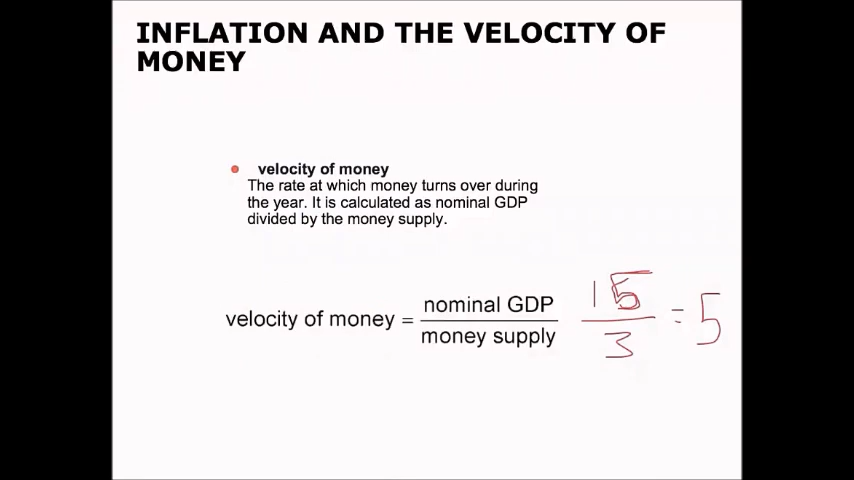 INFLATION AND THE VELOCITY OF
MONEY
velocity of money
The rate at which money turns over during
the year. It is calculated as nominal GDP
divided by the money supply.
velocity of money = nominal GDP
money supply
15
3
= 5